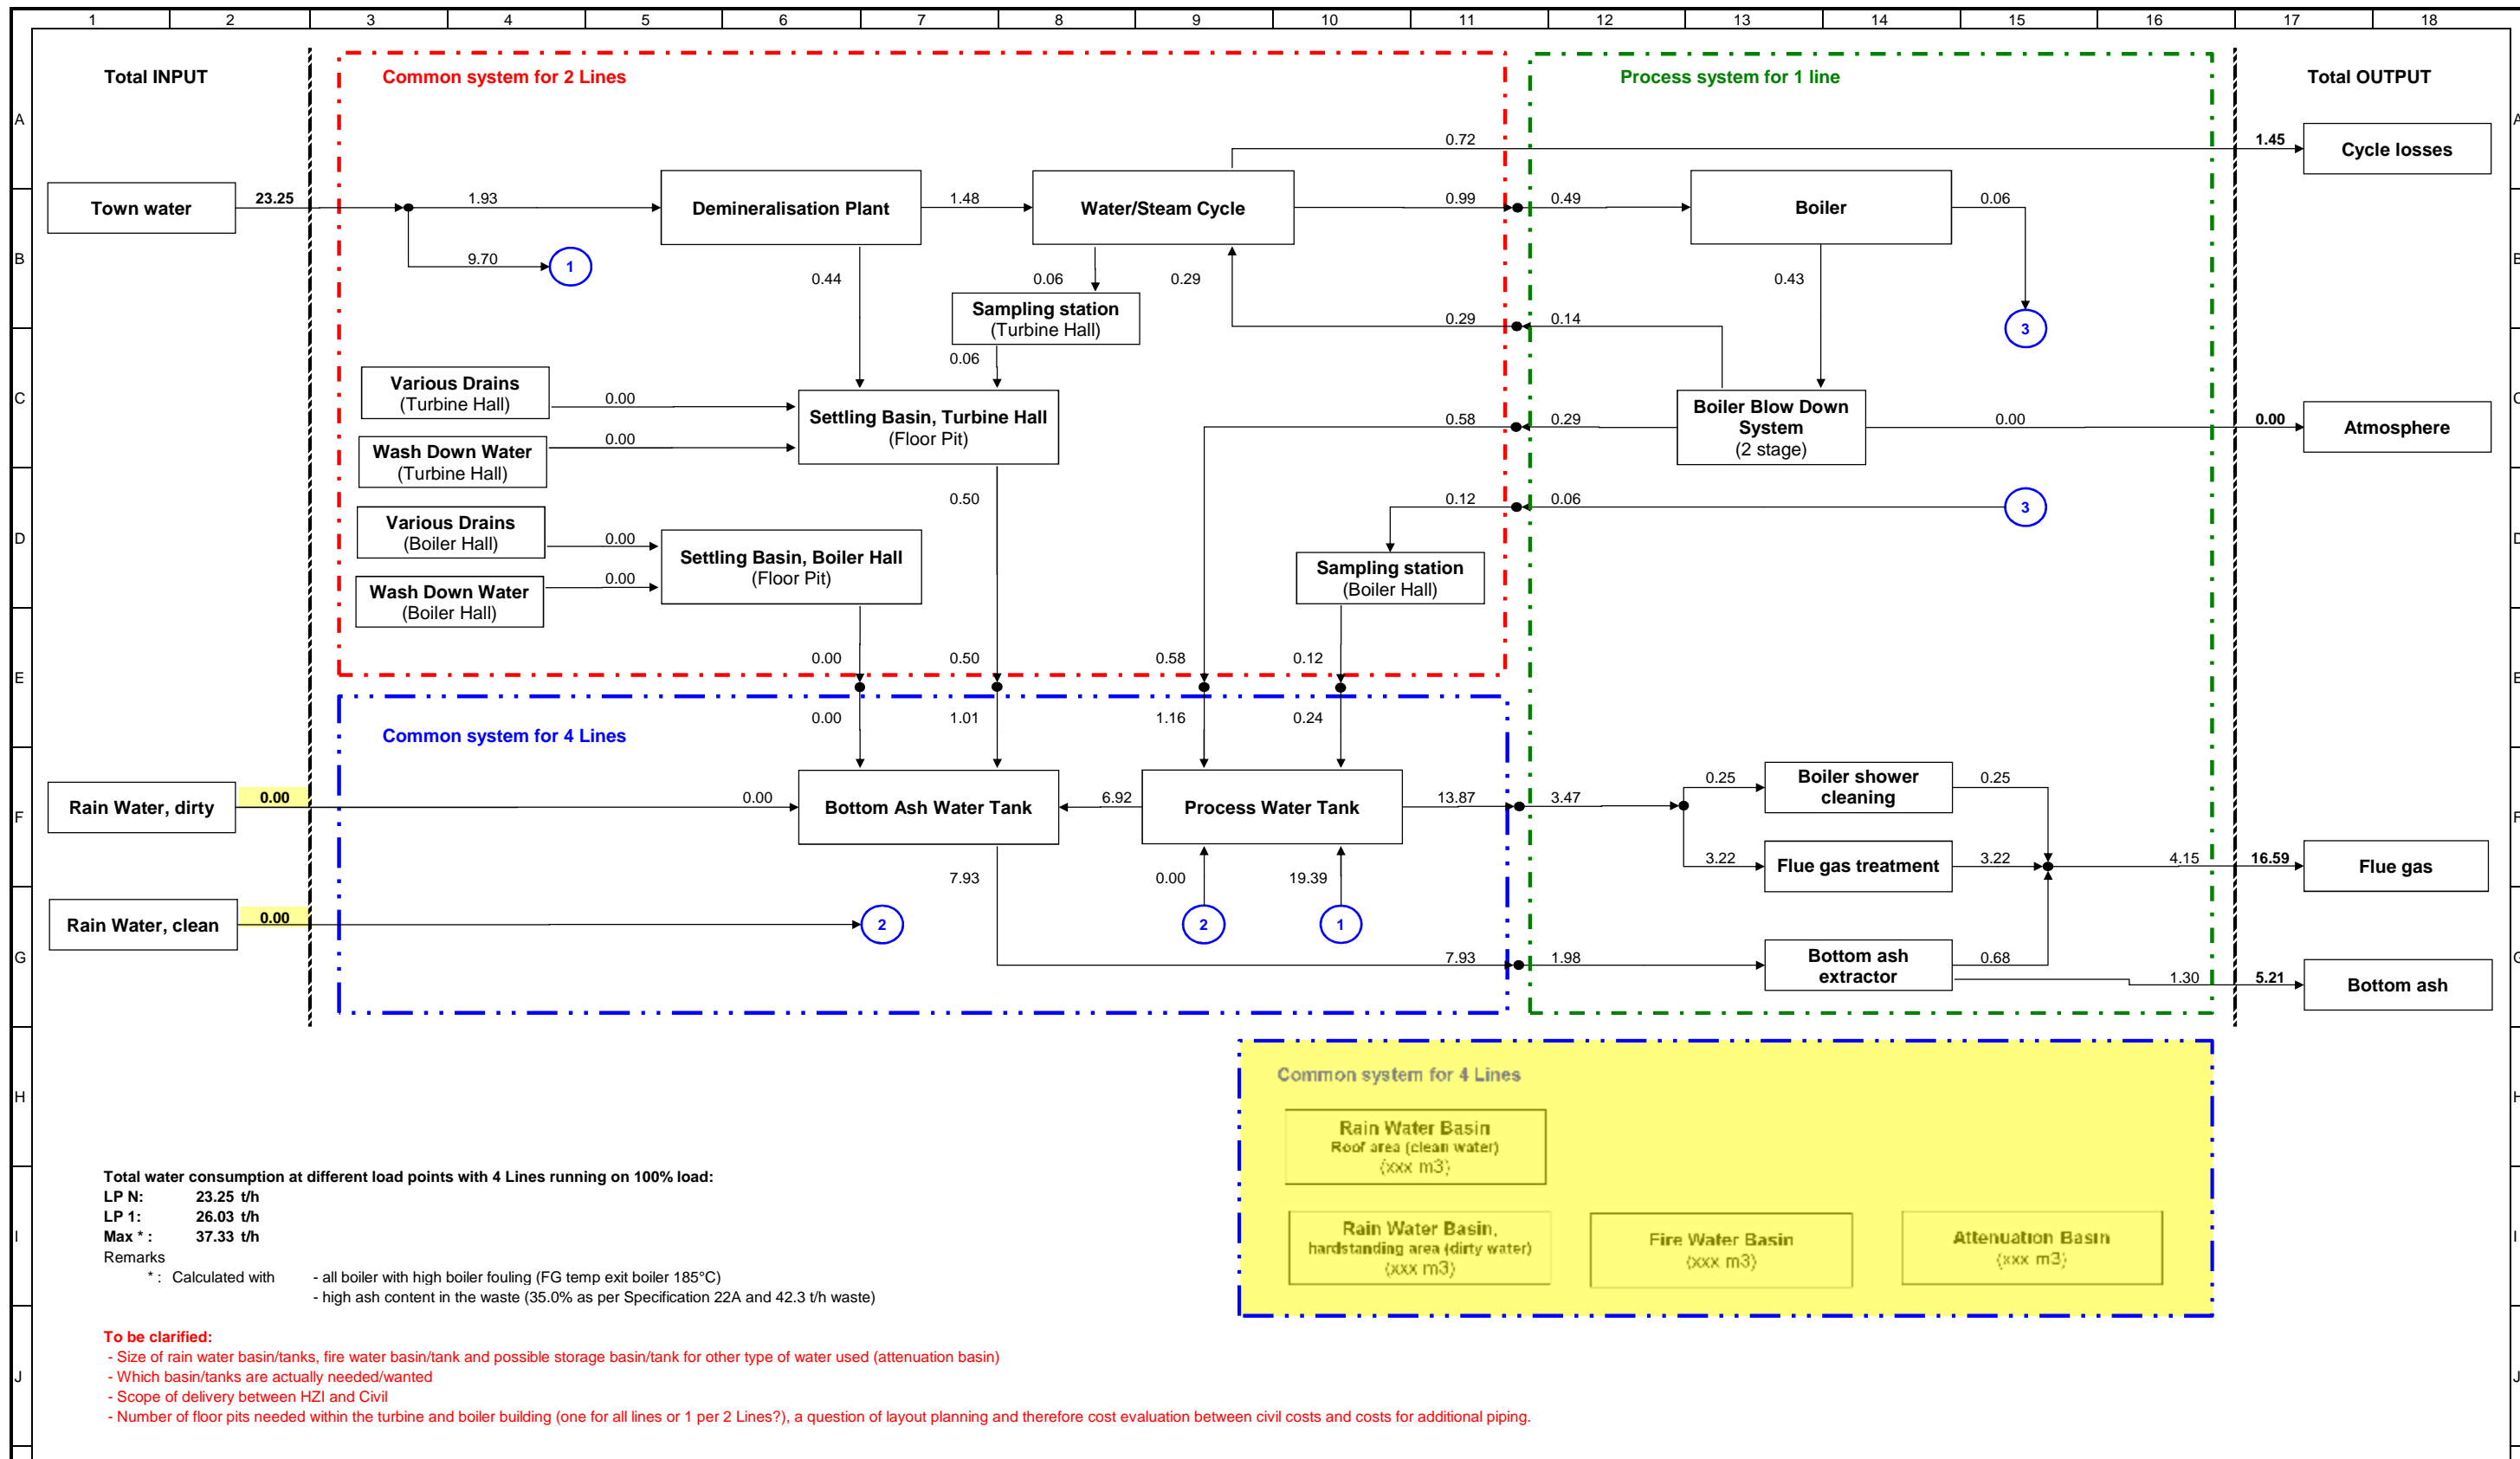 1 2 3 4 5 6 7 8 9 10 11 12 13 14 15 16 17 18
Total INPUT
Common system for 2 Lines
Process system for 1 line
Total OUTPUT
A
A
0.72
1.45
Cycle losses
Town water
23.25
1.93
Demineralisation Plant
1.48
Water/Steam Cycle
0.99
0.49
Boiler
0.06
B
B
9.70
1
0.44
0.06
0.29
0.43
Sampling station
(Turbine Hall)
0.29
0.14
3
0.06
Various Drains
(Turbine Hall)
0.00
C
C
Settling Basin, Turbine Hall
(Floor Pit)
0.58
0.29
Boiler Blow Down
System
(2 stage)
0.00
0.00
Atmosphere
Wash Down Water
(Turbine Hall)
0.00
0.50
0.12
0.06
3
Various Drains
(Boiler Hall)
0.00
D
D
Settling Basin, Boiler Hall
(Floor Pit)
Sampling station
(Boiler Hall)
Wash Down Water
(Boiler Hall)
0.00
0.00
0.50
0.58
0.12
E
E
0.00
1.01
1.16
0.24
Common system for 4 Lines
Rain Water, dirty
0.00
0.00
Bottom Ash Water Tank
6.92
Process Water Tank
13.87
3.47
0.25
Boiler shower
cleaning
0.25
F
F
3.22
Flue gas treatment
3.22
4.15
16.59
Flue gas
7.93
0.00
19.39
Rain Water, clean
0.00
2
2
1
G
G
7.93
1.98
Bottom ash
extractor
0.68
1.30
5.21
Bottom ash
H
H
Common system for 4 Lines
Rain Water Basin
Roof area (clean water)
(xxx m3)
Rain Water Basin,
hardstanding area (dirty water)
(xxx m3)
Fire Water Basin
(xxx m3)
Attenuation Basin
(xxx m3)
Total water consumption at different load points with 4 Lines running on 100% load:
LP N: 23.25 t/h
LP 1: 26.03 t/h
I
I
Max * : 37.33 t/h
Remarks
* : Calculated with - all boiler with high boiler fouling (FG temp exit boiler 185°C)
- high ash content in the waste (35.0% as per Specification 22A and 42.3 t/h waste)
To be clarified:
- Size of rain water basin/tanks, fire water basin/tank and possible storage basin/tank for other type of water used (attenuation basin)
J
J
- Which basin/tanks are actually needed/wanted
- Scope of delivery between HZI and Civil
- Number of floor pits needed within the turbine and boiler building (one for all lines or 1 per 2 Lines?), a question of layout planning and therefore cost evaluation between civil costs and costs for additional piping.